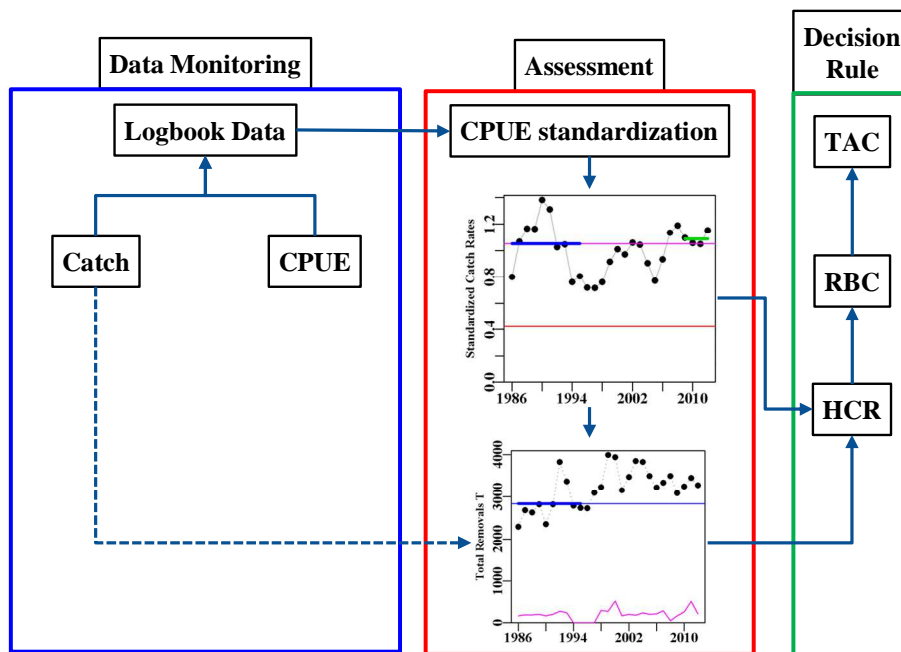 Data Monitoring
Assessment
Decision
Rule
Logbook Data
CPUE standardization
TAC
Catch
CPUE
RBC
HCR
Standardized Catch Rates
1.2
0.8
0.4
0.0
1986 1994 2002 2010
Total Removals T
4000
3000
2000
1000
0
1986 1994 2002 2010